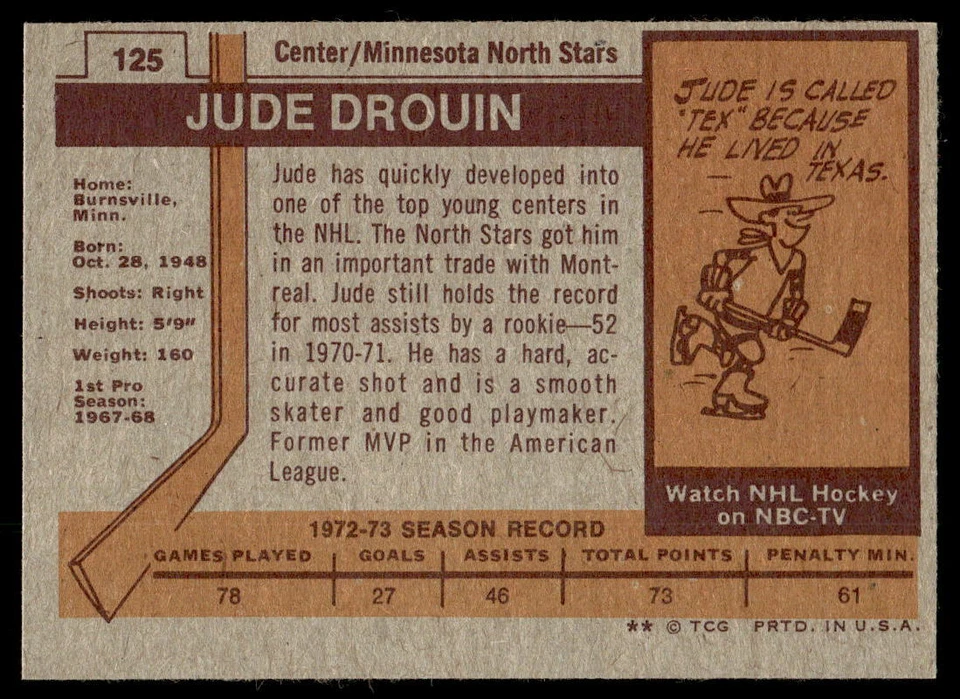 125
Center/Minnesota North Stars
JUDE DROUIN
Home:
Burnsville,
Minn.
Born:
Oct. 28, 1948
Shoots: Right
Height: 5'9"
Weight: 160
1st Pro
Season:
1967-68
Jude has quickly developed into
one of the top young centers in
the NHL. The North Stars got him
in an important trade with Mont-
real. Jude still holds the record
for most assists by a rookie—52
in 1970-71. He has a hard, ac-
curate shot and is a smooth
skater and good playmaker.
Former MVP in the American
League.
JUDE IS CALLED
"TEX" BECAUSE
HE LIVED IN
TEXAS.
Watch NHL Hockey
on NBC-TV
1972-73 SEASON RECORD
GAMES PLAYED GOALS ASSISTS TOTAL POINTS PENALTY MIN.
78 27 46 73 61
** © TCG PRTD. IN U.S.A.